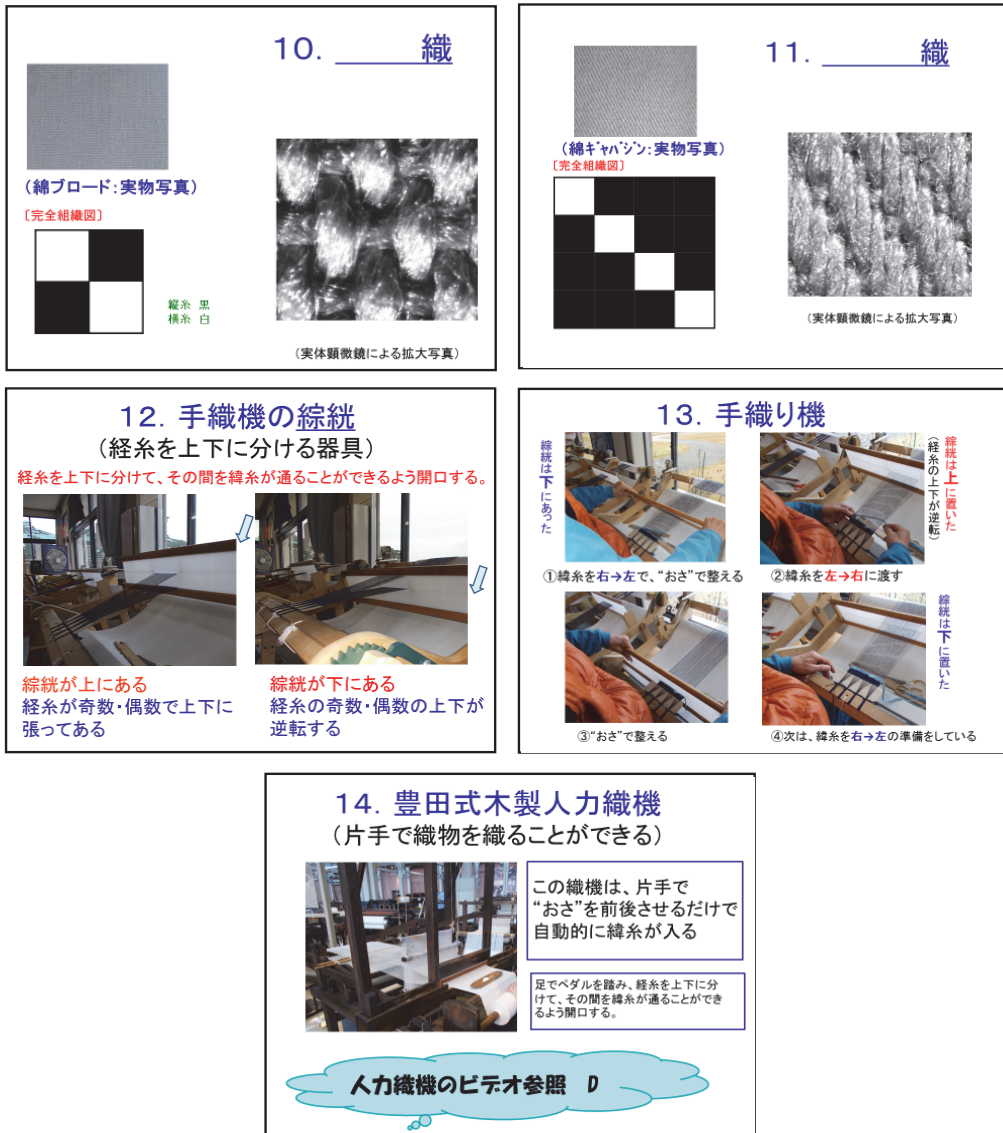 10. ______織
(綿ブロード:実物写真)
〔完全組織図〕
縦糸 黒
横糸 白
(実体顕微鏡による拡大写真)
11. ______織
(綿ギャバジン:実物写真)
〔完全組織図〕
(実体顕微鏡による拡大写真)
12. 手織機の綜絖
(経糸を上下に分ける器具)
経糸を上下に分けて、その間を緯糸が通ることができるよう開口する。
綜絖が上にある
経糸が奇数・偶数で上下に
張ってある
綜絖が下にある
経糸の奇数・偶数の上下が
逆転する
13. 手織り機
綜絖は下にあった
①緯糸を右→左で、“おさ”で整える
綜絖は上に置いた
(経糸の上下が逆転)
②緯糸を左→右に渡す
③“おさ”で整える
綜絖は下に置いた
④次は、緯糸を右→左の準備をしている
14. 豊田式木製人力織機
(片手で織物を織ることができる)
この織機は、片手で
“おさ”を前後させるだけで
自動的に緯糸が入る
足でペダルを踏み、経糸を上下に分
けて、その間を緯糸が通ることができ
るよう開口する。
人力織機のビデオ参照 D